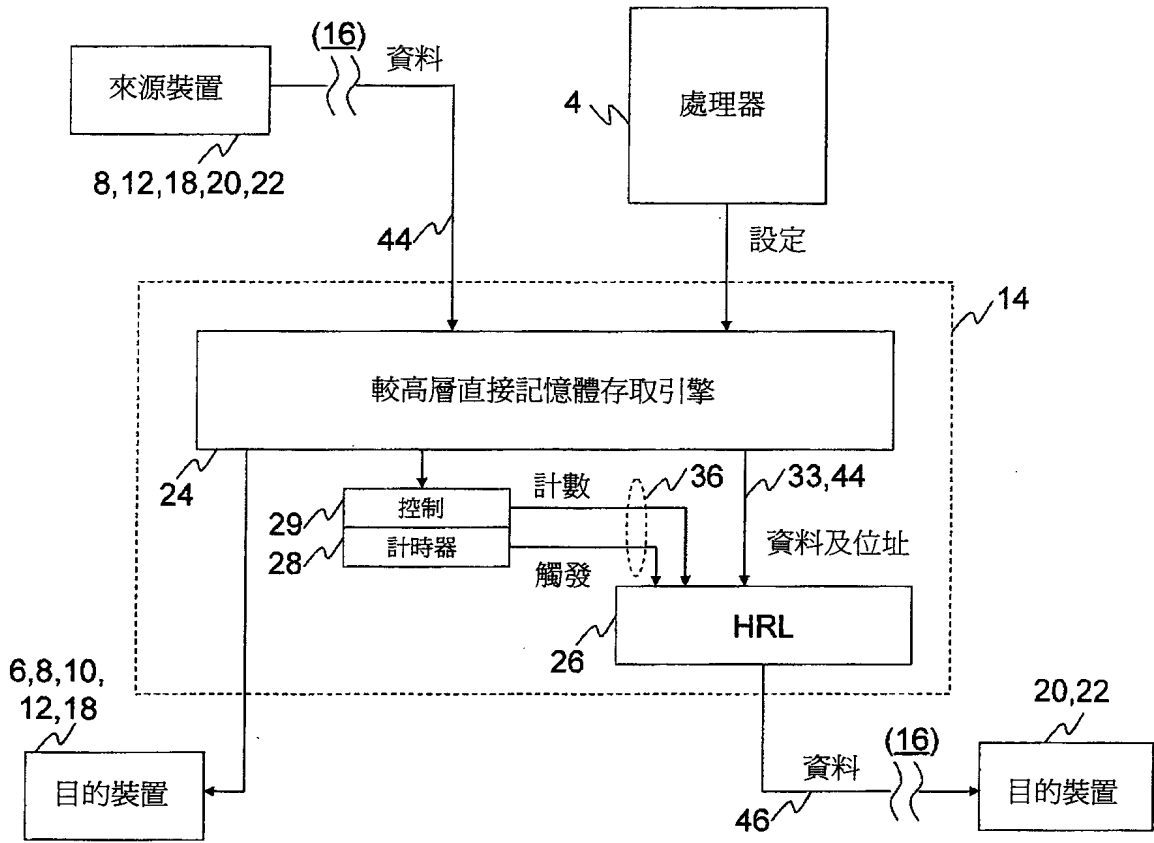 (16)
資料
來源裝置
8,12,18,20,22
44
處理器
4
設定
14
較高層直接記憶體存取引擎
24
計數
36
33,44
29
控制
28
計時器
觸發
資料及位址
HRL
26
6,8,10,
12,18
目的裝置
20,22
(16)
資料
46
目的裝置